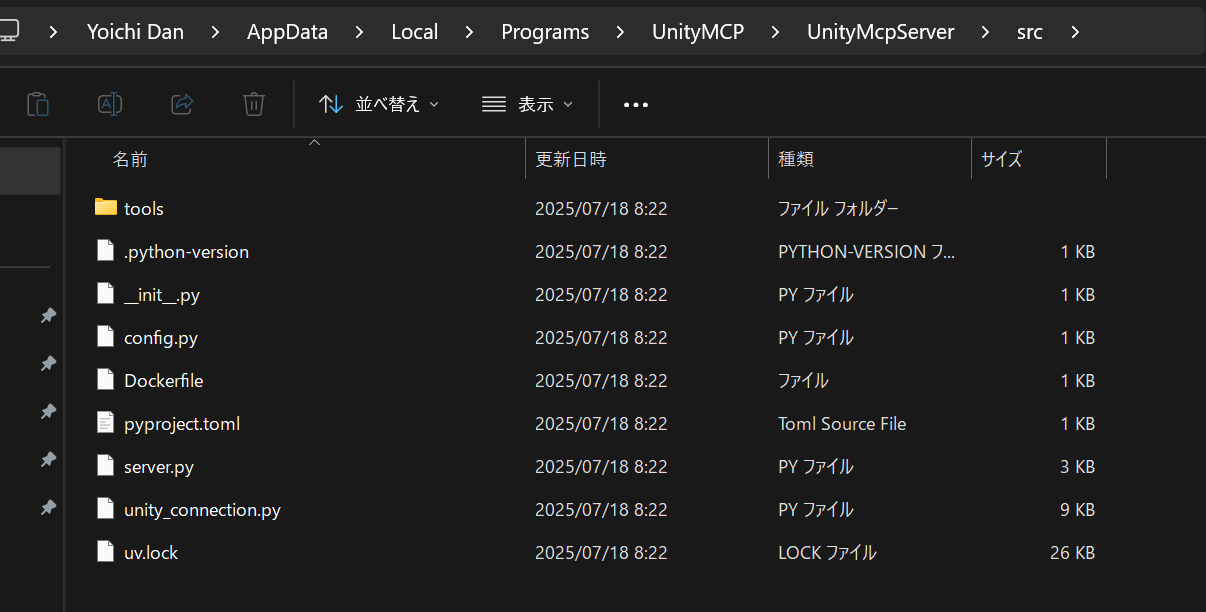 Yoichi Dan > AppData > Local > Programs > UnityMCP > UnityMcpServer > src >
並べ替え 表示
名前 更新日時 種類 サイズ
tools 2025/07/18 8:22 ファイル フォルダー
.python-version 2025/07/18 8:22 PYTHON-VERSION フ... 1 KB
__init__.py 2025/07/18 8:22 PY ファイル 1 KB
config.py 2025/07/18 8:22 PY ファイル 1 KB
Dockerfile 2025/07/18 8:22 ファイル 1 KB
pyproject.toml 2025/07/18 8:22 Toml Source File 1 KB
server.py 2025/07/18 8:22 PY ファイル 3 KB
unity_connection.py 2025/07/18 8:22 PY ファイル 9 KB
uv.lock 2025/07/18 8:22 LOCK ファイル 26 KB